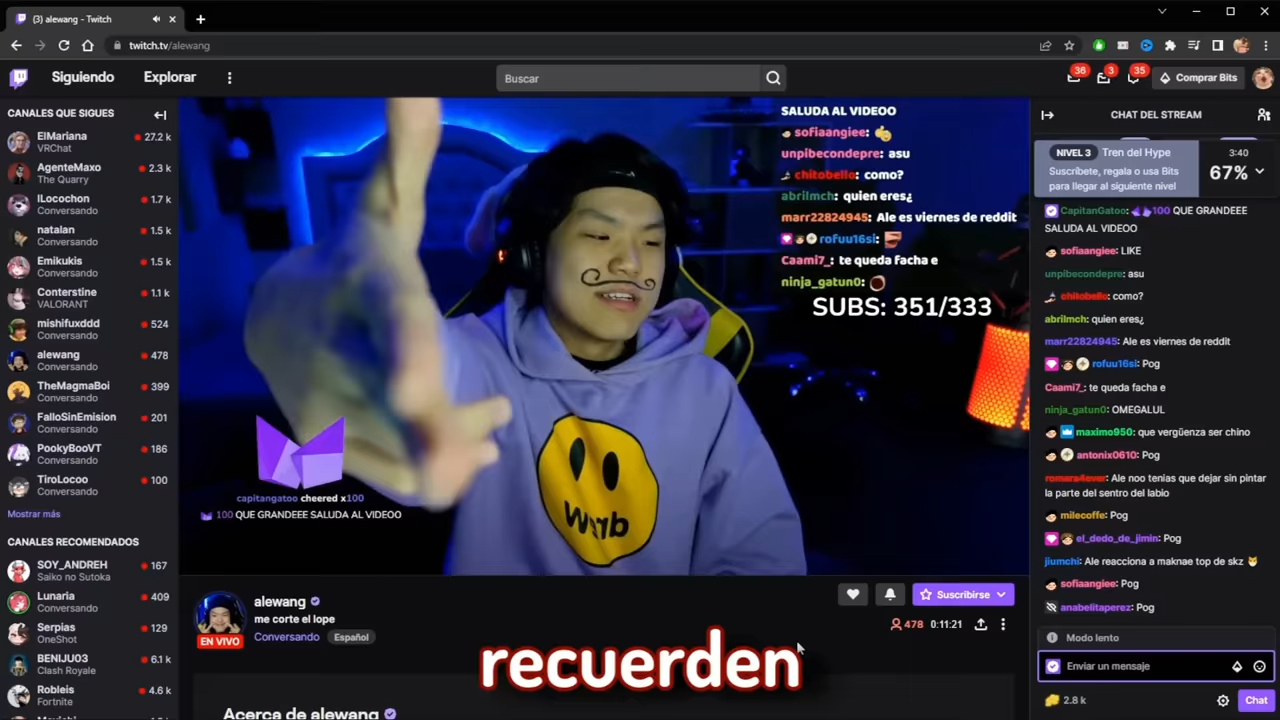 (3) alewang - Twitch
twitch.tv/alewang
Siguiendo
Explorar
Buscar
36
3
35
Comprar Bits
CANALES QUE SIGUES
ElMariana
27.2 k
VRChat
AgenteMaxo
2.3 k
The Quarry
ILocochon
1.7 k
Conversando
natalan
1.5 k
Conversando
Emikukis
1.5 k
Conversando
Conterstine
1.1 k
VALORANT
mishifuxddd
524
Conversando
alewang
478
Conversando
TheMagmaBoi
399
Conversando
FalloSinEmision
201
Conversando
PookyBooVT
186
Conversando
TiroLocoo
100
Conversando
Mostrar más
CANALES RECOMENDADOS
SOY_ANDREH
167
Saiko no Sutoka
Lunaria
409
Conversando
Serpias
129
OneShot
BENIJU03
6.1 k
Clash Royale
Robleis
4.6 k
Fortnite
SALUDA AL VIDEOO
sofiaangiee:
unpibecondepre: asu
chitobello: como?
abrilmch: quien eres¿
marr22824945: Ale es viernes de reddit
rofuu16si:
Caami7_: te queda facha e
ninja_gatun0:
SUBS: 351/333
capitangatoo cheered x100
100 QUE GRANDEEE SALUDA AL VIDEOO
alewang
me corte el lope
Conversando
Español
EN VIVO
Suscribirse
478
0:11:21
recuerden
Acerca de alewang
CHAT DEL STREAM
NIVEL 3
Tren del Hype
Suscríbete, regala o usa Bits
para llegar al siguiente nivel
3:40
67%
CapitanGatoo: 100 QUE GRANDEEE
SALUDA AL VIDEOO
sofiaangiee: LIKE
unpibecondepre: asu
chitobello: como?
abrilmch: quien eres¿
marr22824945: Ale es viernes de reddit
rofuu16si: Pog
Caami7_: te queda facha e
ninja_gatun0: OMEGALUL
maximo950: que vergüenza ser chino
antonix0610: Pog
romara4ever: Ale noo tenias que dejar sin pintar
la parte del sentro del labio
milecoffe: Pog
el_dedo_de_jimin: Pog
jiumchi: Ale reacciona a maknae top de skz
sofiaangiee: Pog
anabelitaperez: Pog
Modo lento
Enviar un mensaje
2.8 k
Chat